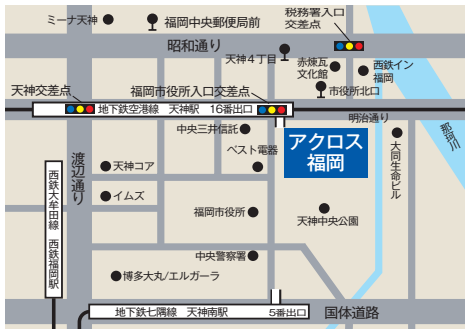 ミーナ天神
福岡中央郵便局前
税務署入口
交差点
昭和通り
天神4丁目
赤煉瓦
文化館
西鉄イン
福岡
市役所北口
天神交差点
福岡市役所入口交差点
地下鉄空港線 天神駅 16番出口
明治通り
那珂川
中央三井信託
アクロス
福岡
ベスト電器
大同生命ビル
渡辺通り
天神コア
西鉄大牟田線 西鉄福岡駅
イムズ
福岡市役所
天神中央公園
中央警察署
博多大丸/エルガーラ
地下鉄七隈線 天神南駅 5番出口
国体道路